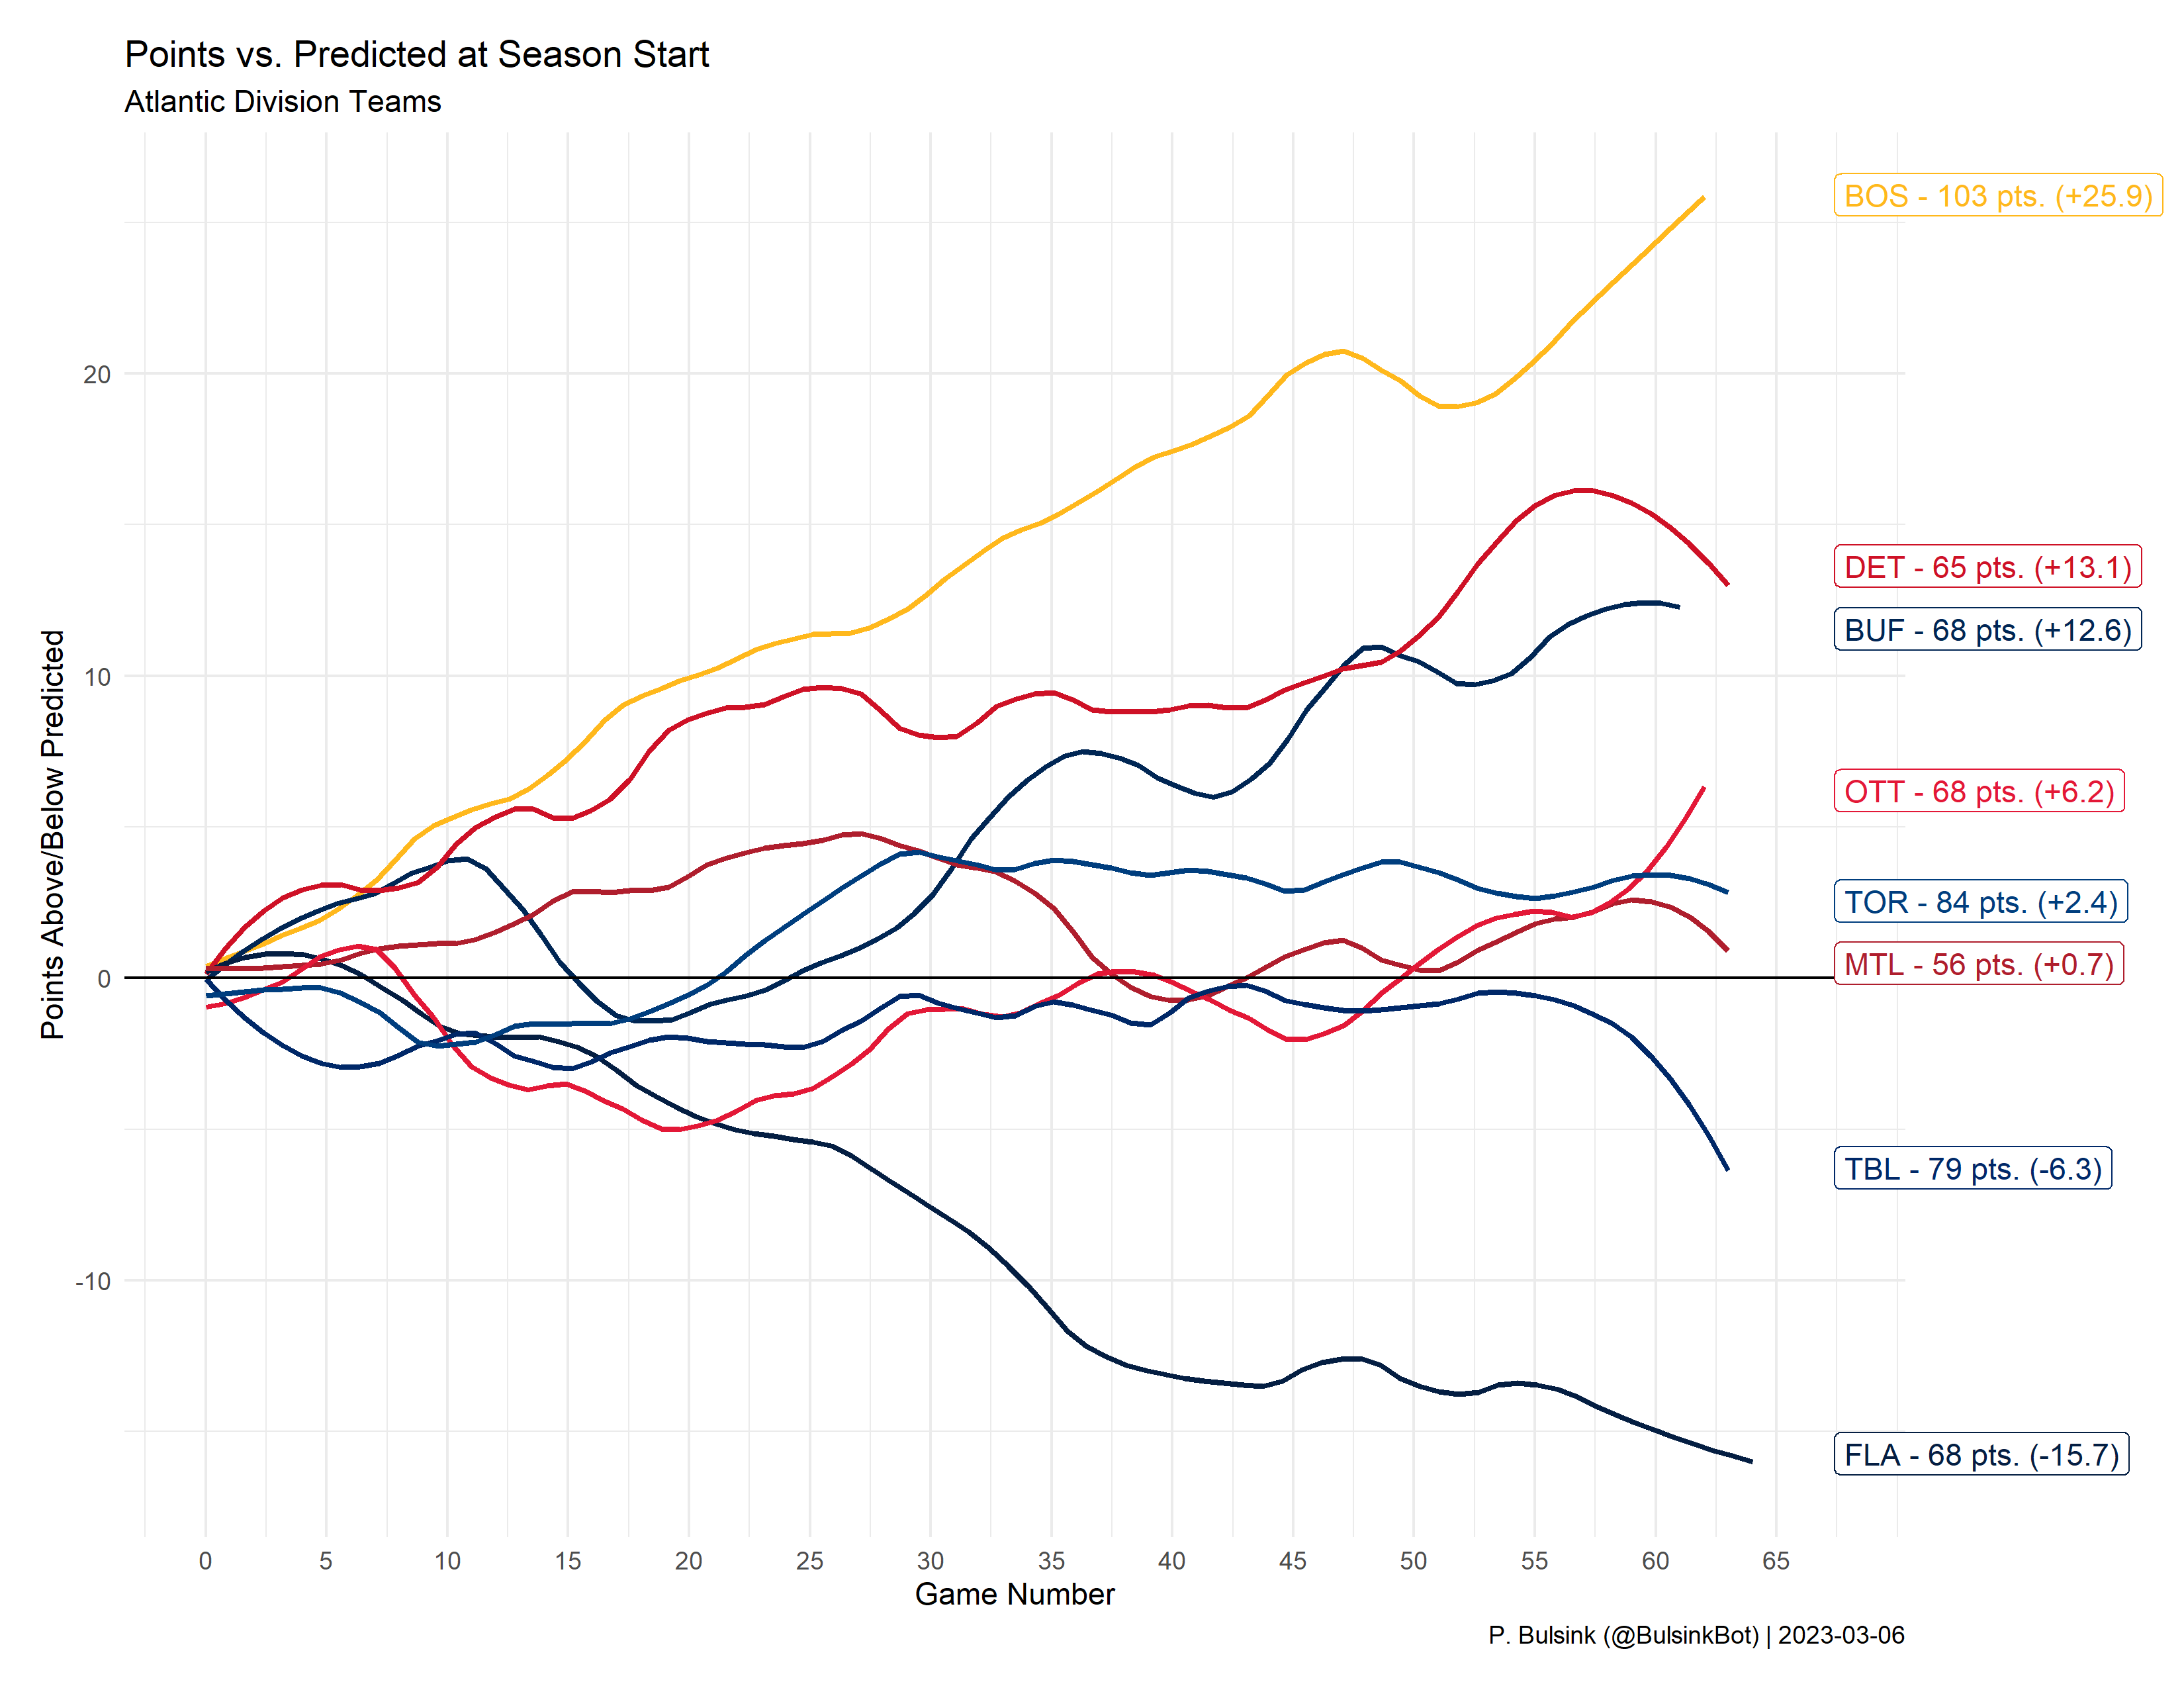 Points vs. Predicted at Season Start
Atlantic Division Teams
Points Above/Below Predicted
20
10
0
-10
BOS - 103 pts. (+25.9)
DET - 65 pts. (+13.1)
BUF - 68 pts. (+12.6)
OTT - 68 pts. (+6.2)
TOR - 84 pts. (+2.4)
MTL - 56 pts. (+0.7)
TBL - 79 pts. (-6.3)
FLA - 68 pts. (-15.7)
0 5 10 15 20 25 30 35 40 45 50 55 60 65
Game Number
P. Bulsink (@BulsinkBot) | 2023-03-06